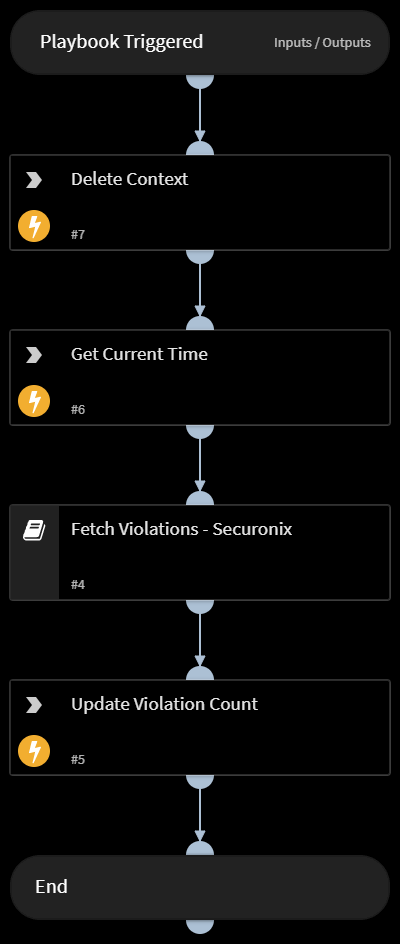 Playbook Triggered Inputs / Outputs
Delete Context
#7
Get Current Time
#6
Fetch Violations - Securonix
#4
Update Violation Count
#5
End